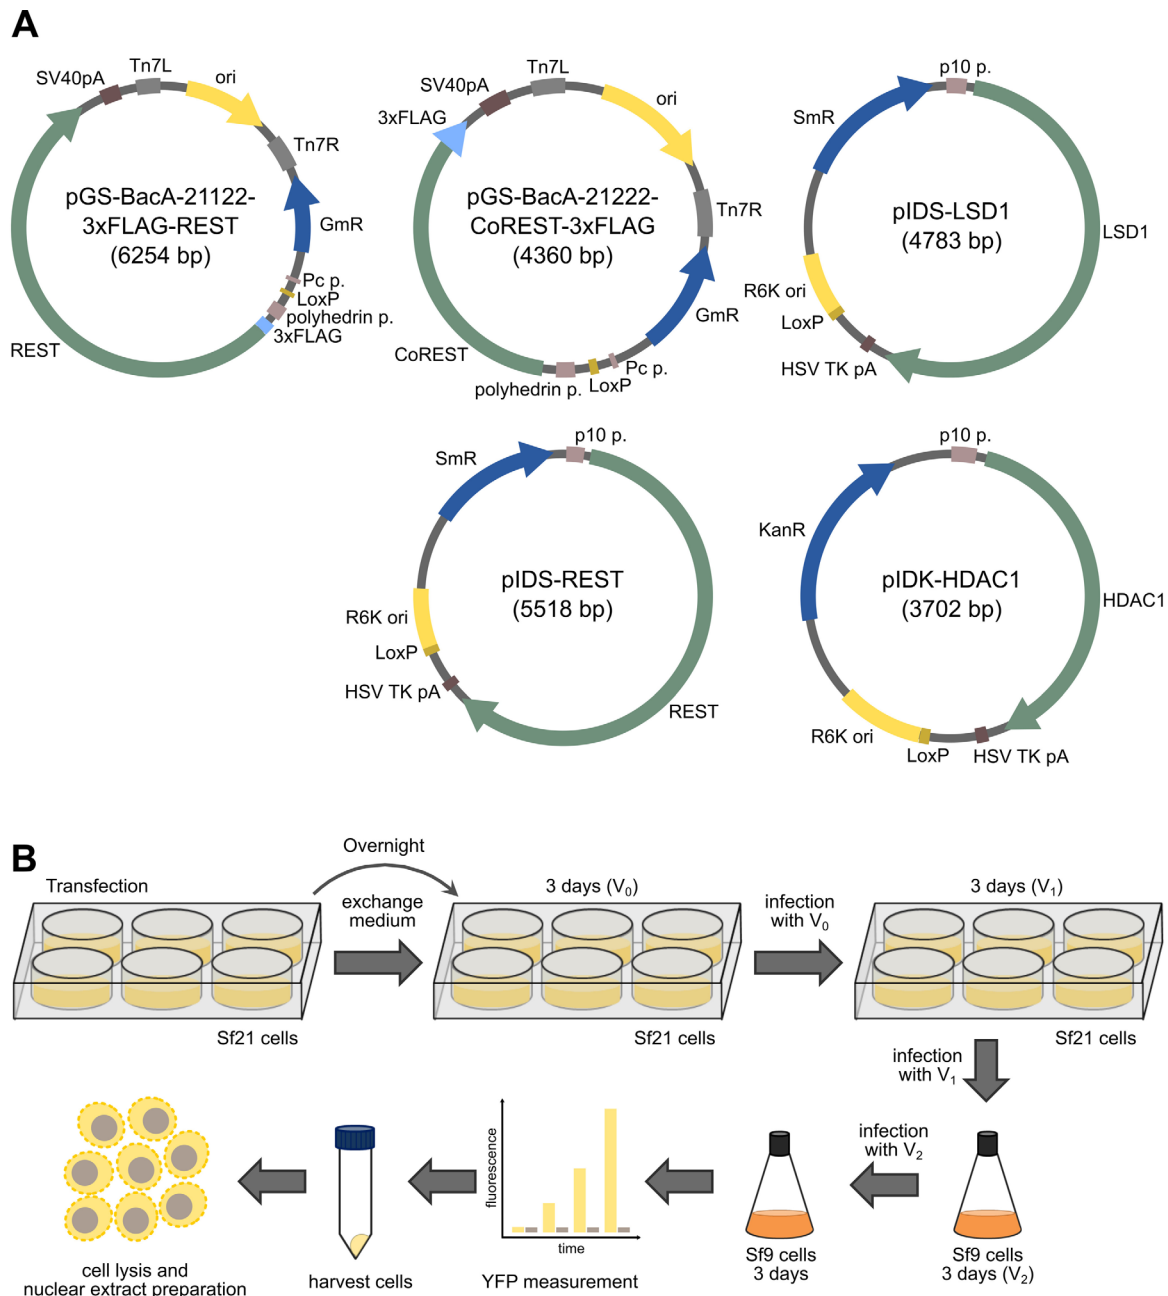 A
SV40pA
Tn7L
ori
Tn7R
pGS-BacA-21122-
3xFLAG-REST
(6254 bp)
GmR
Pc p.
LoxP
polyhedrin p.
3xFLAG
REST
SV40pA
Tn7L
ori
3xFLAG
Tn7R
pGS-BacA-21222-
CoREST-3xFLAG
(4360 bp)
GmR
CoREST
Pc p.
LoxP
polyhedrin p.
p10 p.
SmR
pIDS-LSD1
(4783 bp)
LSD1
R6K ori
LoxP
HSV TK pA
SmR
p10 p.
pIDS-REST
(5518 bp)
R6K ori
LoxP
HSV TK pA
REST
p10 p.
KanR
pIDK-HDAC1
(3702 bp)
HDAC1
R6K ori
LoxP
HSV TK pA
B
Transfection
Overnight
exchange
medium
3 days (V₀)
infection
with V₀
3 days (V₁)
Sf21 cells
Sf21 cells
Sf21 cells
infection
with V₁
infection
with V₂
Sf9 cells
3 days (V₂)
Sf9 cells
3 days
fluorescence
time
YFP measurement
harvest cells
cell lysis and
nuclear extract preparation